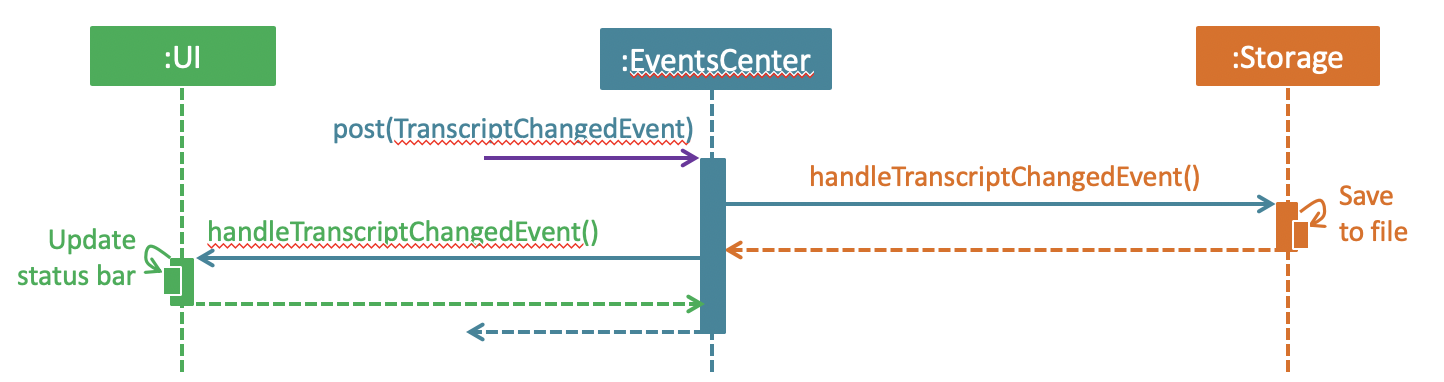 :UI
:EventsCenter
:Storage
post(TranscriptChangedEvent)
handleTranscriptChangedEvent()
Save
to file
handleTranscriptChangedEvent()
Update
status bar